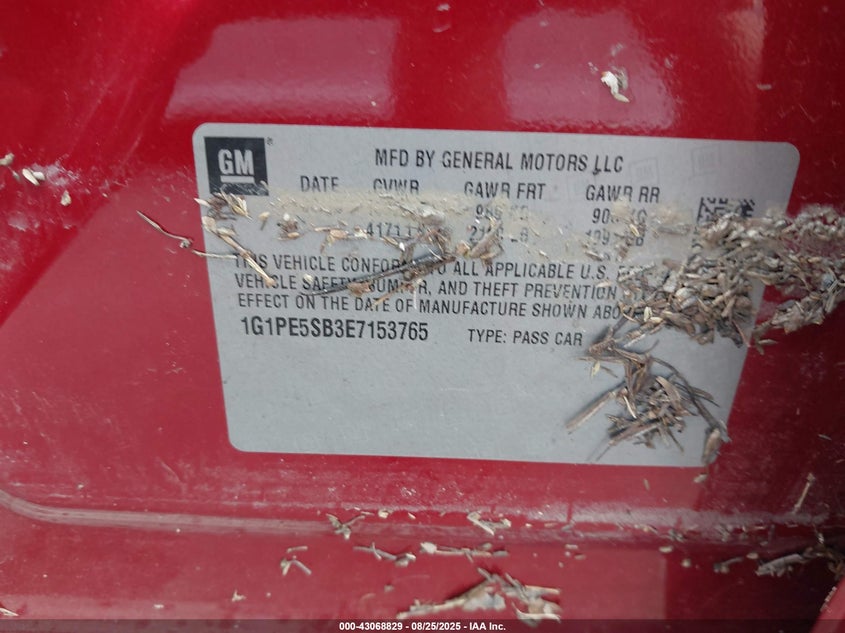 GM
MFD BY GENERAL MOTORS LLC
DATE GVWR GAWR FRT GAWR RR
THIS VEHICLE CONFORMS TO ALL APPLICABLE U.S.
VEHICLE SAFETY, BUMPER, AND THEFT PREVENTION
EFFECT ON THE DATE OF MANUFACTURE SHOWN
1G1PE5SB3E7153765 TYPE: PASS CAR
000-43068829 - 08/25/2025 - IAA Inc.